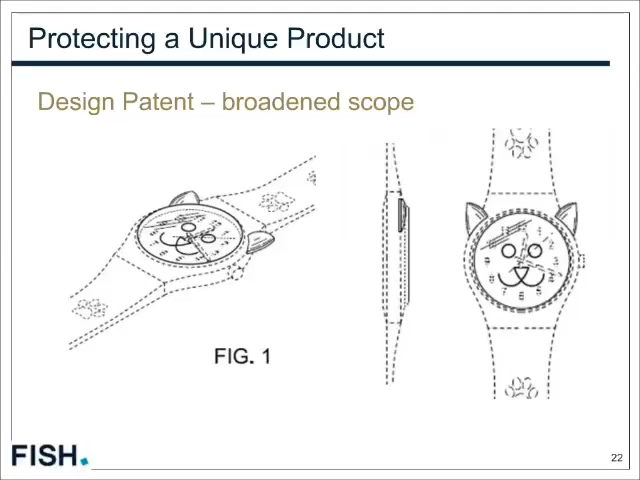 Protecting a Unique Product
Design Patent – broadened scope
FIG. 1
FISH.
22